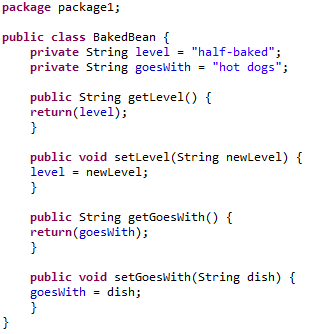 package package1;
public class BakedBean {
    private String level = "half-baked";
    private String goesWith = "hot dogs";
    public String getLevel() {
    return(level);
    }
    public void setLevel(String newLevel) {
    level = newLevel;
    }
    public String getGoesWith() {
    return(goesWith);
    }
    public void setGoesWith(String dish) {
    goesWith = dish;
    }
}